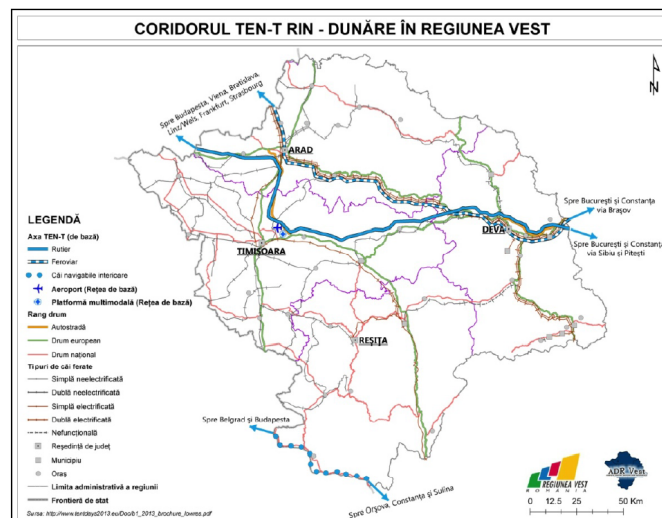 CORIDORUL TEN-T RIN - DUNĂRE ÎN REGIUNEA VEST
Spre Budapesta, Viena, Bratislava,
Linz/Wels, Frankfurt, Strasbourg
N
ARAD
Spre București și Constanța
via Brașov
DEVA
Spre București și Constanța
via Sibiu și Pitești
TIMIȘOARA
REȘIȚA
Spre Belgrad și Budapesta
Spre Orșova, Constanța și Sulina
LEGENDĂ
Axa TEN-T (de bază)
Rutier
Feroviar
Căi navigabile interioare
Aeroport (Rețea de bază)
Platformă multimodală (Rețea de bază)
Rang drum
Autostradă
Drum european
Drum național
Tipuri de căi ferate
Simplă neelectrificată
Dublă neelectrificată
Simplă electrificată
Dublă electrificată
Nefuncțională
Reședință de județ
Municipiu
Oraș
Limita administrativă a regiunii
Frontieră de stat
REGIUNEA VEST
ROMANIA
ADR Vest
0 12.5 25 50 Km